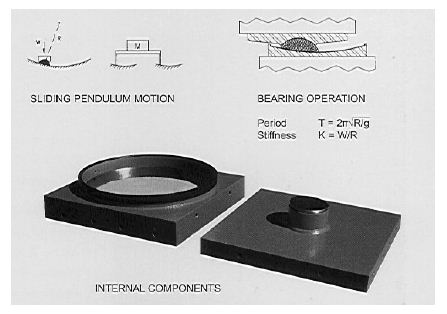 W
R
M
SLIDING PENDULUM MOTION
BEARING OPERATION
Period T = 2π√R/g
Stiffness K = W/R
INTERNAL COMPONENTS